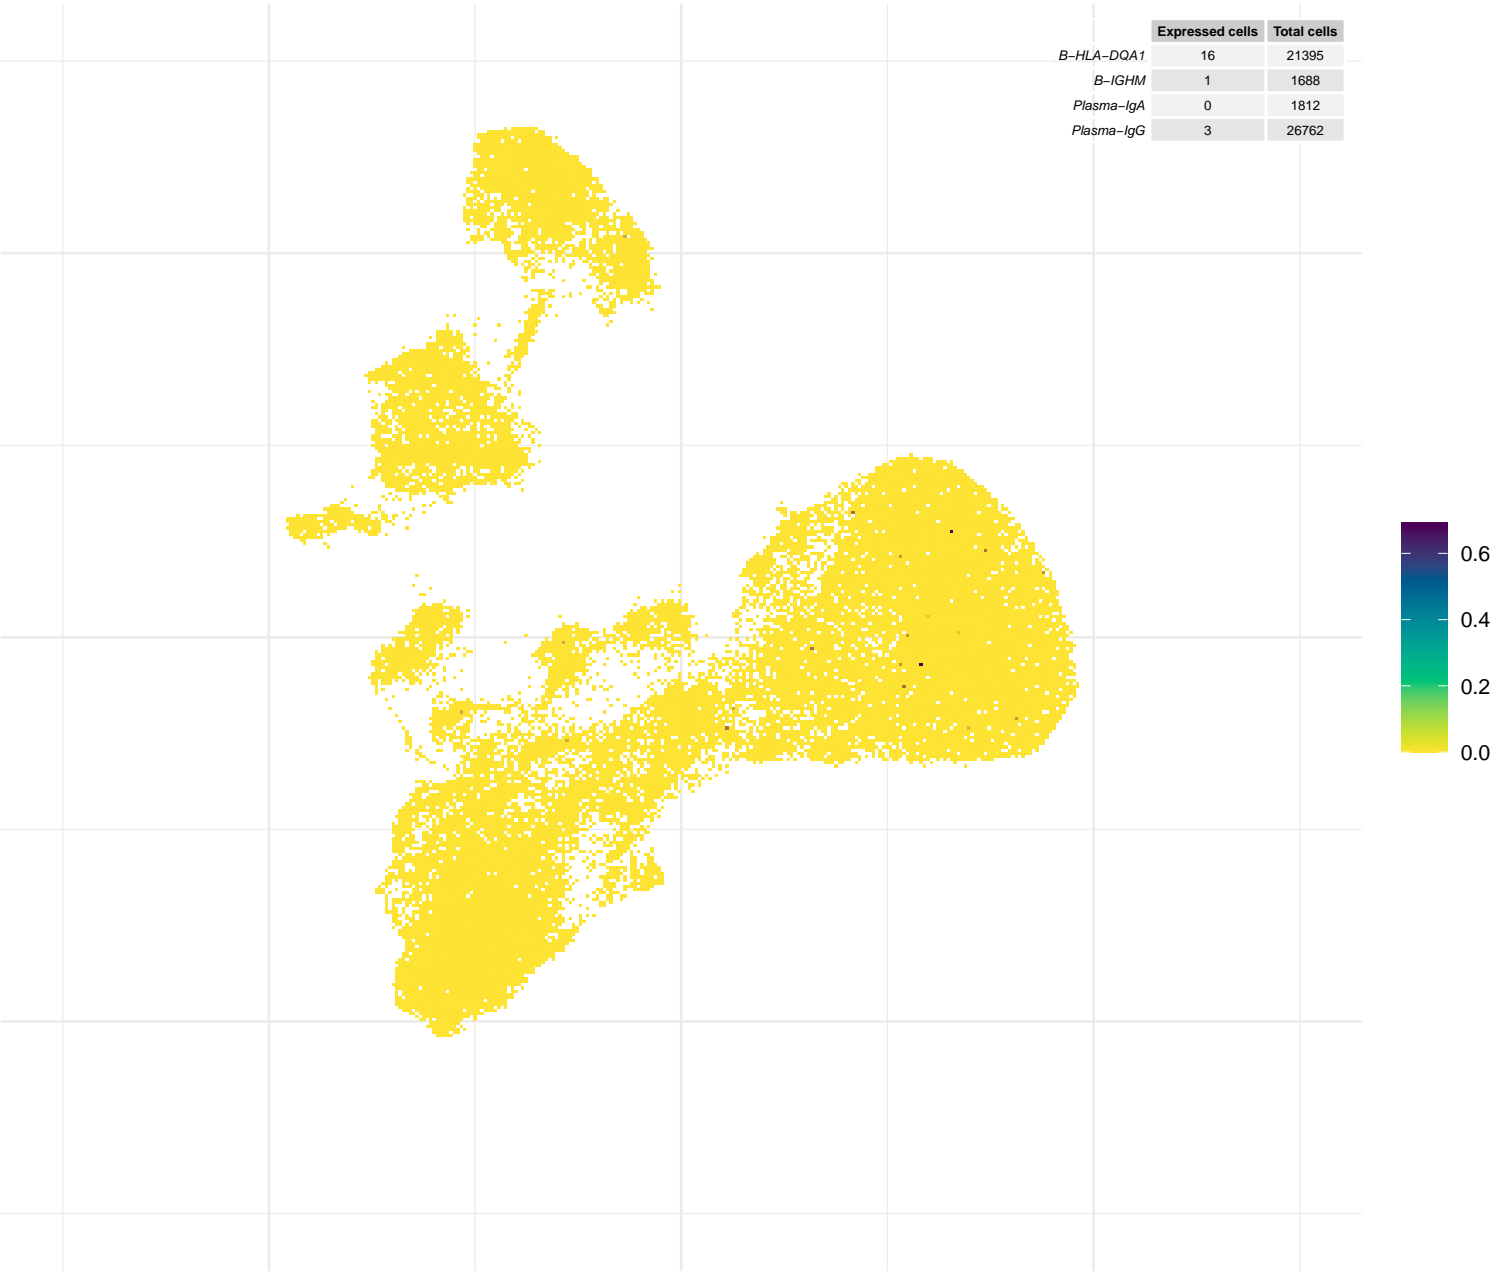 Expressed cells Total cells
B−HLA−DQA1 16 21395
B−IGHM 1 1688
Plasma−IgA 0 1812
Plasma−IgG 3 26762
0.6
0.4
0.2
0.0